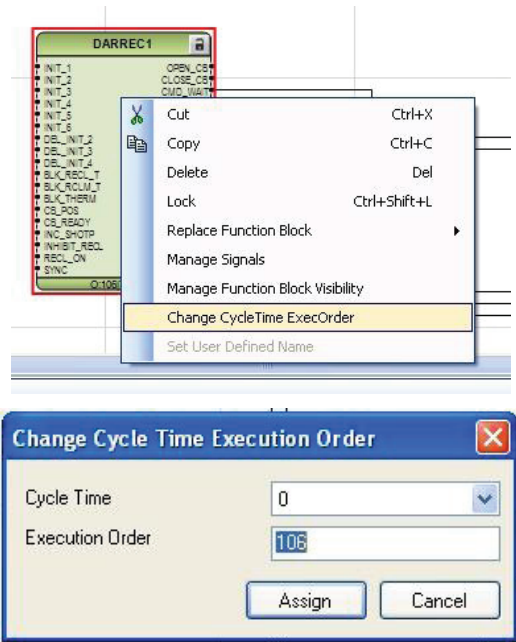 DARREC1
INIT_1 OPEN_CB
INIT_2 CLOSE_CB
INIT_3 CMD_WAIT
INIT_4
INIT_5
INIT_6
DEL_INIT_2
DEL_INIT_3
DEL_INIT_4
BLK_RECL_T
BLK_RCLM_T
BLK_THERM
CB_POS
CB_READY
INC_SHOTP
INHIBIT_RECL
RECL_ON
SYNC
Cut Ctrl+X
Copy Ctrl+C
Delete Del
Lock Ctrl+Shift+L
Replace Function Block
Manage Signals
Manage Function Block Visibility
Change CycleTime ExecOrder
Set User Defined Name
Change Cycle Time Execution Order
Cycle Time 0
Execution Order 106
Assign Cancel